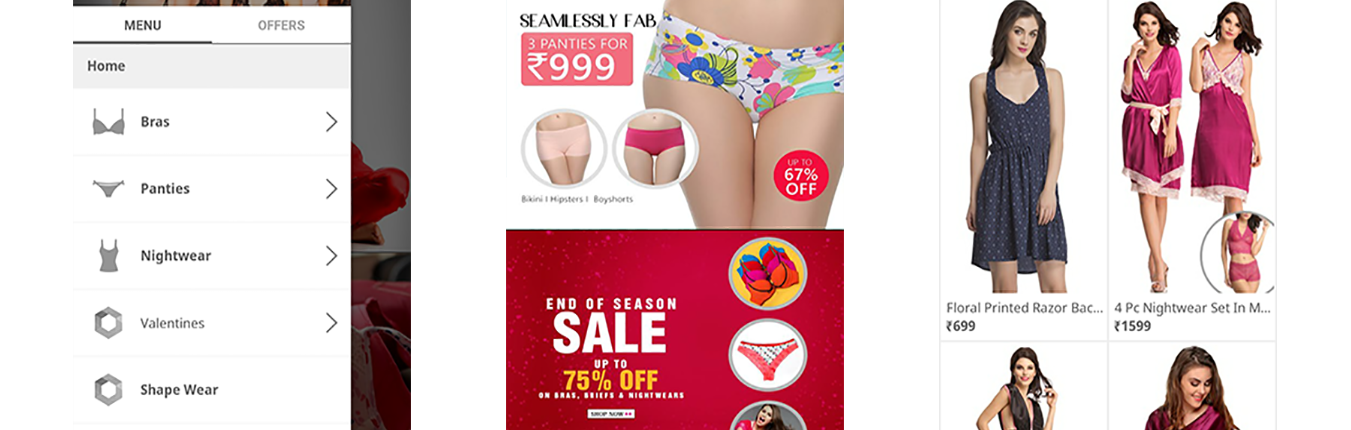 MENU
OFFERS
Home
Bras
Panties
Nightwear
Valentines
Shape Wear
SEAMLESSLY FAB
3 PANTIES FOR
₹999
UP TO
67%
OFF
Bikini I Hipsters I Boyshorts
END OF SEASON
SALE
UP TO
75% OFF
ON BRAS, BRIEFS & NIGHTWEARS
SHOP NOW
Floral Printed Razor Bac...
₹699
4 Pc Nightwear Set In M...
₹1599